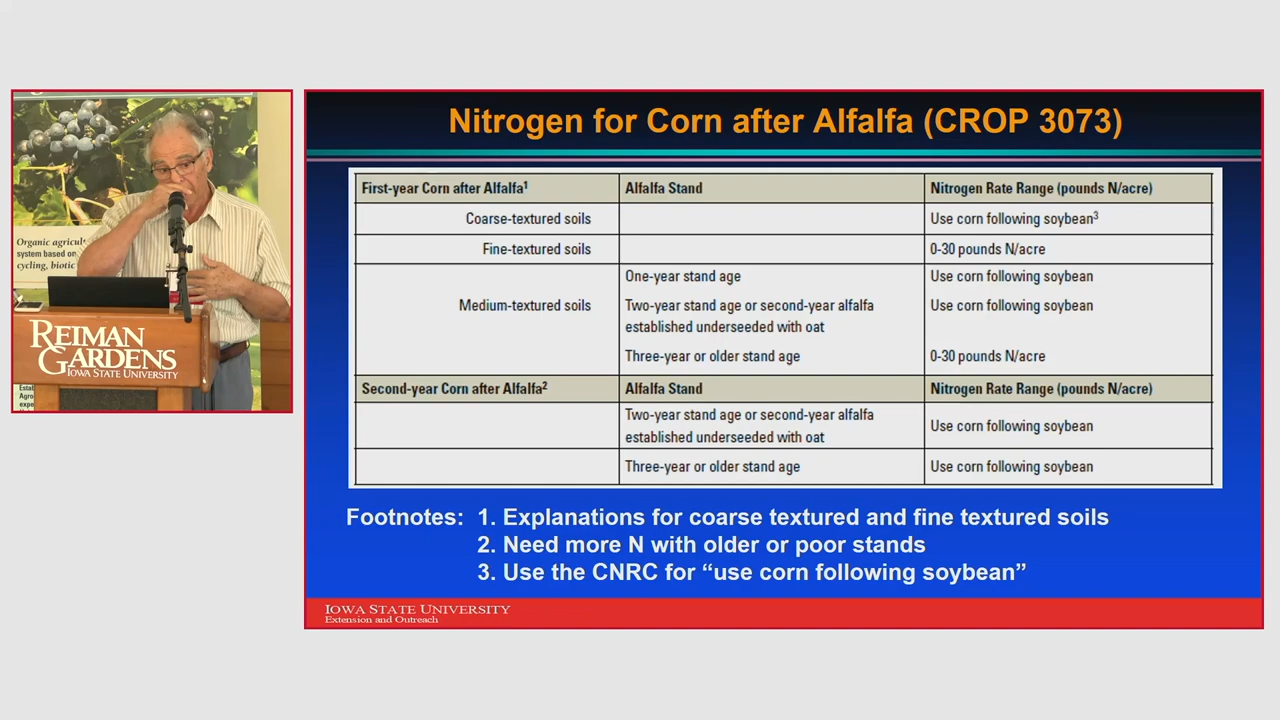 Organic agricul
system based on
cycling, biotic
REIMAN
GARDENS
IOWA STATE UNIVERSITY
Estal
Agro
expe
Nitrogen for Corn after Alfalfa (CROP 3073)
First-year Corn after Alfalfa1 Alfalfa Stand Nitrogen Rate Range (pounds N/acre)
Coarse-textured soils Use corn following soybean3
Fine-textured soils 0-30 pounds N/acre
One-year stand age Use corn following soybean
Medium-textured soils Two-year stand age or second-year alfalfa Use corn following soybean
established underseeded with oat
Three-year or older stand age 0-30 pounds N/acre
Second-year Corn after Alfalfa2 Alfalfa Stand Nitrogen Rate Range (pounds N/acre)
Two-year stand age or second-year alfalfa
established underseeded with oat Use corn following soybean
Three-year or older stand age Use corn following soybean
Footnotes: 1. Explanations for coarse textured and fine textured soils
2. Need more N with older or poor stands
3. Use the CNRC for “use corn following soybean”
IOWA STATE UNIVERSITY
Extension and Outreach